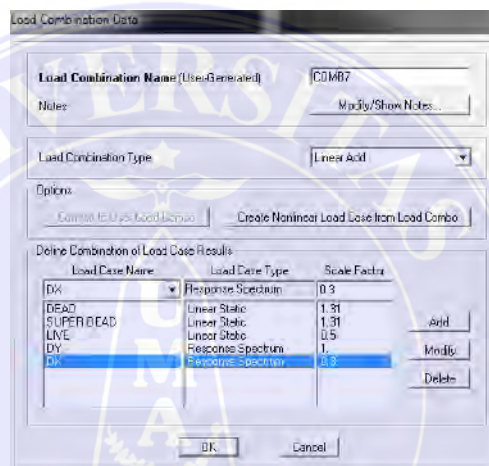 Load Combination Data
Load Combination Name (User-Generated) COMB7
Notes Modify/Show Notes...
Load Combination Type Linear Add
Options
Convert to User Load Combo Create Nonlinear Load Case from Load Combo
Define Combination of Load Case Results
Load Case Name Load Case Type Scale Factor
DX Response Spectrum 0.3
DEAD Linear Static 1.31
SUPER DEAD Linear Static 1.31
LIVE Linear Static 0.5
DY Response Spectrum 1.
DX Response Spectrum 0.3
Add
Modify
Delete
OK Cancel
UMA